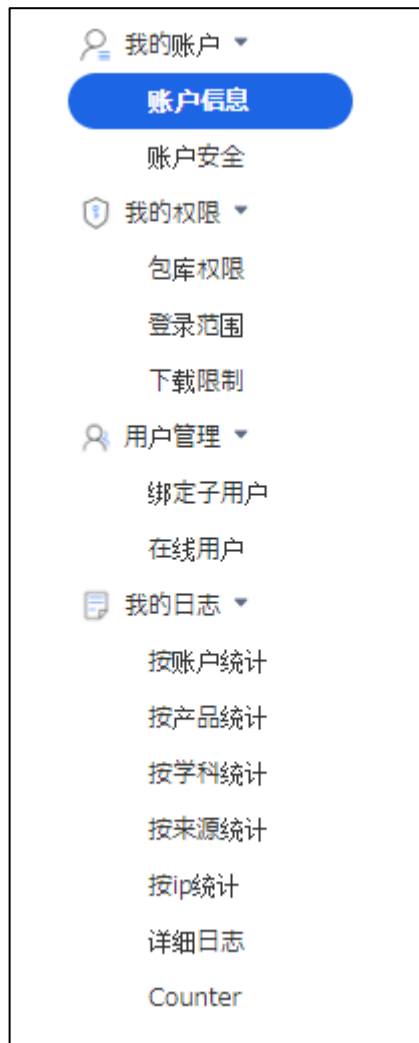 我的账户
账户信息
账户安全
我的权限
包库权限
登录范围
下载限制
用户管理
绑定子用户
在线用户
我的日志
按账户统计
按产品统计
按学科统计
按来源统计
按ip统计
详细日志
Counter